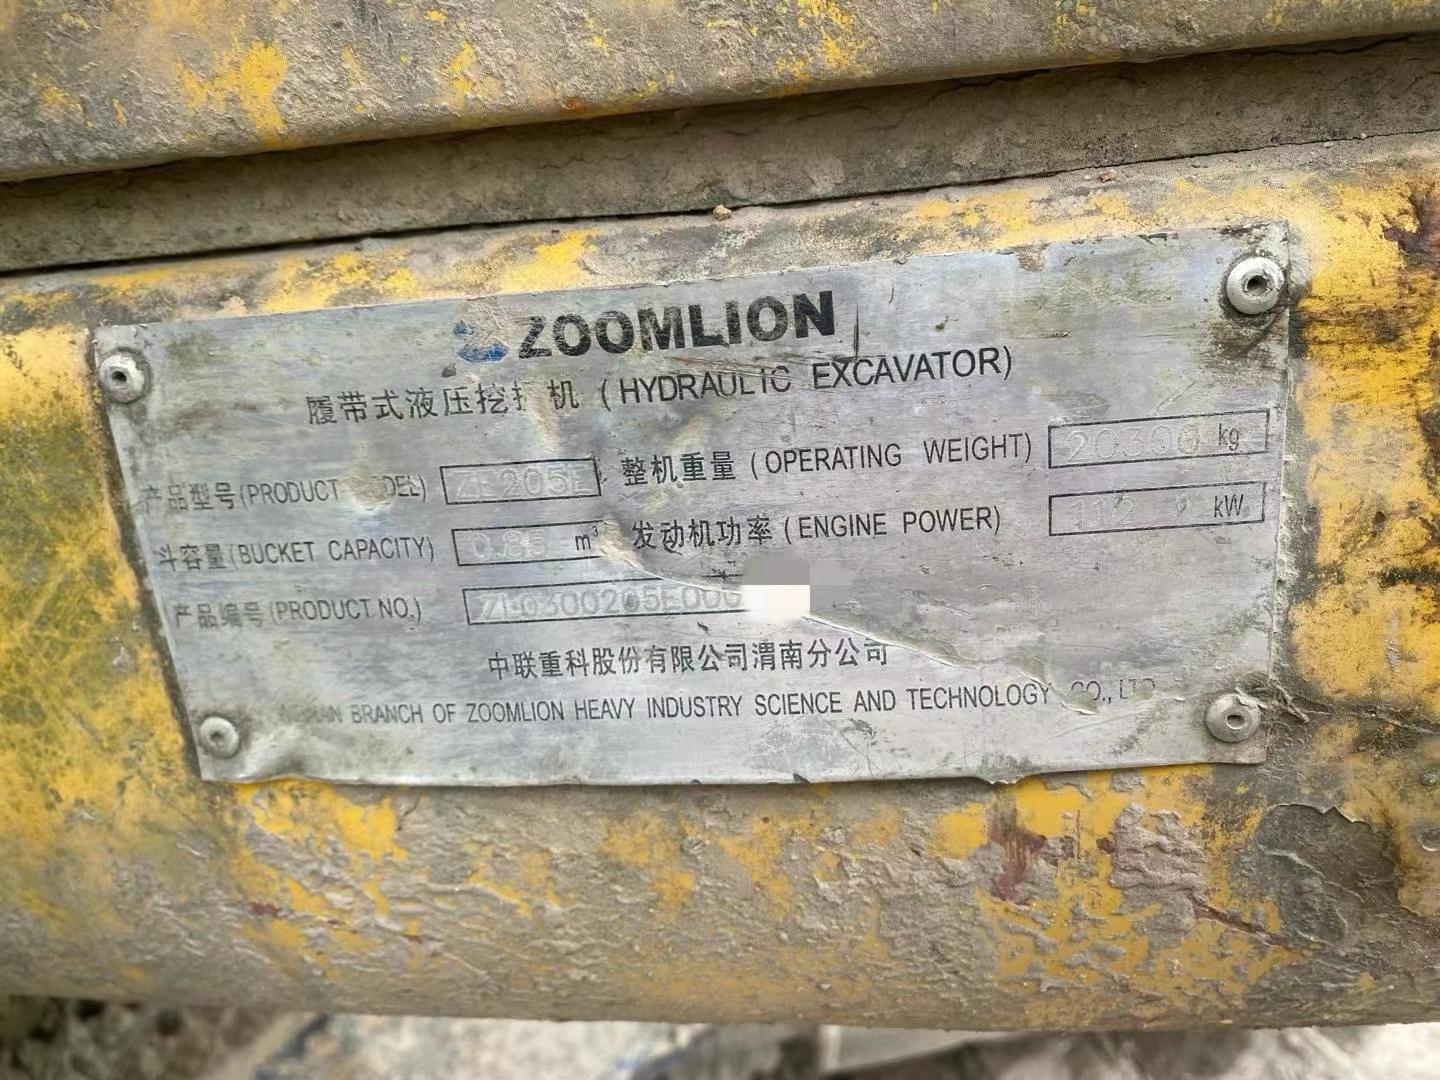 ZOOMLION
履带式液压挖 机 (HYDRAULIC EXCAVATOR)
产品型号(PRODUCT MODEL) ZE205E 整机重量(OPERATING WEIGHT) kg
斗容量(BUCKET CAPACITY) 0.85 m³ 发动机功率(ENGINE POWER) 112 kW
产品编号(PRODUCT NO.)
中联重科股份有限公司渭南分公司
BRANCH OF ZOOMLION HEAVY INDUSTRY SCIENCE AND TECHNOLOGY CO., LTD